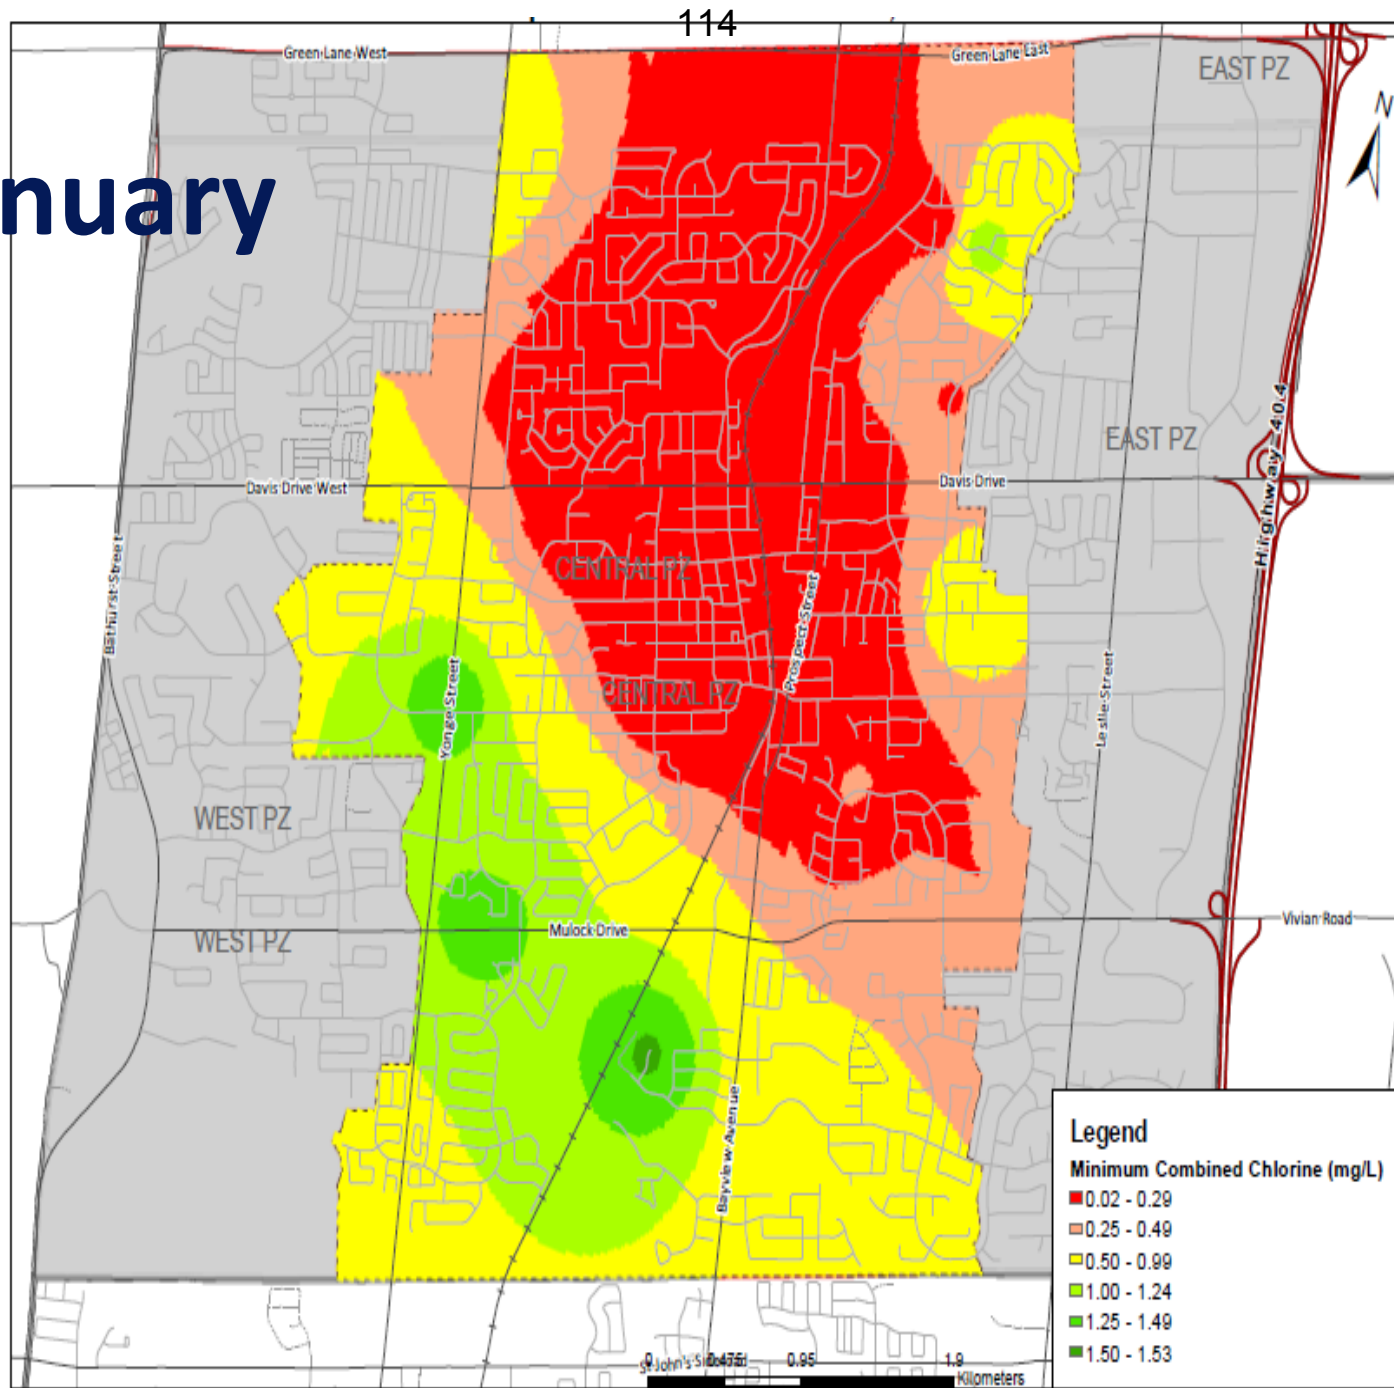 114
Green Lane West
Green Lane East
EAST PZ
N
nuary
EAST PZ
Highway 404
Davis Drive West
Davis Drive
Bathurst Street
CENTRAL PZ
Prospect Street
CENTRAL PZ
Yonge Street
Leslie Street
WEST PZ
Mulock Drive
Vivian Road
WEST PZ
Bayview Avenue
Legend
Minimum Combined Chlorine (mg/L)
0.02 - 0.29
0.25 - 0.49
0.50 - 0.99
1.00 - 1.24
1.25 - 1.49
1.50 - 1.53
0 0.475 0.95 1.9
Kilometers